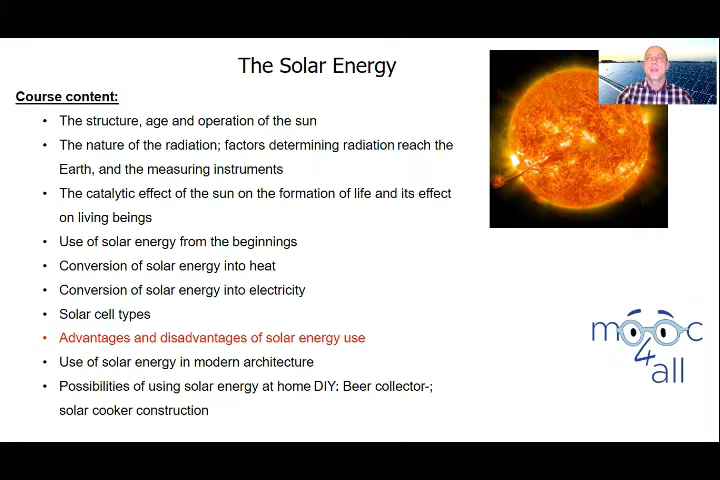 The Solar Energy
Course content:
• The structure, age and operation of the sun
• The nature of the radiation; factors determining radiation reach the
Earth, and the measuring instruments
• The catalytic effect of the sun on the formation of life and its effect
on living beings
• Use of solar energy from the beginnings
• Conversion of solar energy into heat
• Conversion of solar energy into electricity
• Solar cell types
• Advantages and disadvantages of solar energy use
• Use of solar energy in modern architecture
• Possibilities of using solar energy at home DIY: Beer collector-;
solar cooker construction
mooc
4
all